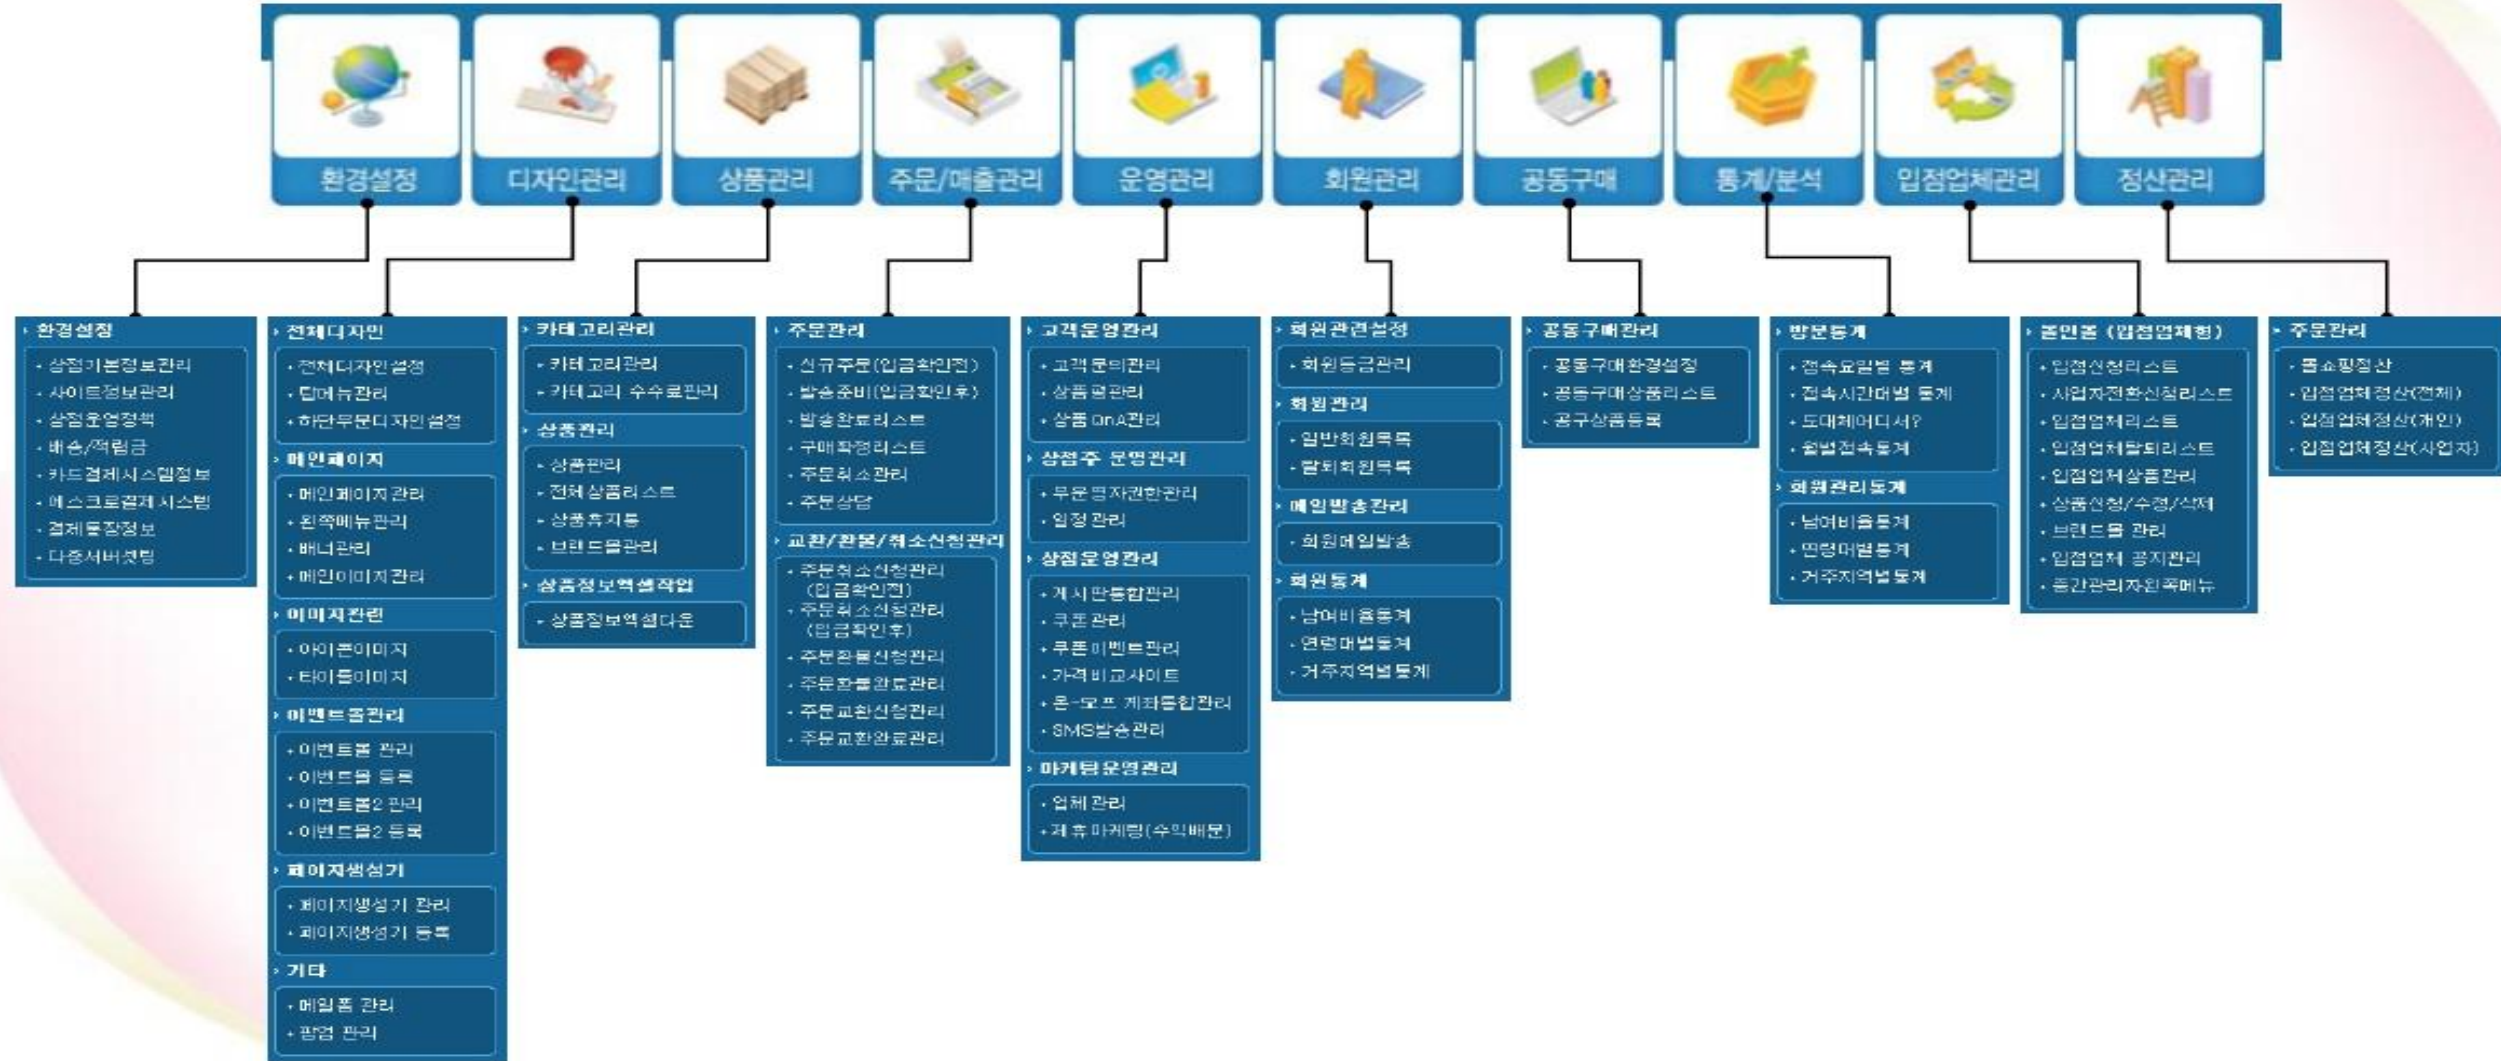 환경설정
디자인관리
상품관리
주문/매출관리
운영관리
회원관리
공동구매
통계/분석
입점업체관리
정산관리
환경설정
상점기본정보관리
사이트정보관리
상점운영정책
배송/적립금
카드결제시스템정보
에스크로결제시스템
결제통장정보
다중서버셋팅
전체디자인
전체디자인설정
탑메뉴관리
하단부분디자인설정
메인페이지
메인페이지관리
왼쪽메뉴관리
배너관리
메인이미지관리
이미지관련
아이콘이미지
타이틀이미지
이벤트몰관리
이벤트몰 관리
이벤트몰 등록
이벤트몰2 관리
이벤트몰2 등록
페이지생성기
페이지생성기 관리
페이지생성기 등록
기타
메일폼 관리
팝업 관리
카테고리관리
카테고리관리
카테고리 수수료관리
상품관리
상품관리
전체상품리스트
상품휴지통
브랜드몰관리
상품정보엑셀작업
상품정보엑셀다운
주문관리
신규주문(입금확인전)
발송준비(입금확인후)
발송완료리스트
구매확정리스트
주문취소관리
주문상담
교환/환불/취소신청관리
주문취소신청관리
(입금확인전)
주문취소신청관리
(입금확인후)
주문환불신청관리
주문환불완료관리
주문교환신청관리
주문교환완료관리
고객운영관리
고객문의관리
상품평관리
상품QnA관리
상점주 운영관리
부운영자권한관리
일정관리
상점운영관리
게시판통합관리
쿠폰관리
쿠폰이벤트관리
가격비교사이트
온-오프 계좌통합관리
SMS발송관리
마케팅운영관리
업체관리
제휴마케팅(수익배분)
회원관련설정
회원등급관리
회원관리
일반회원목록
탈퇴회원목록
메일발송관리
회원메일발송
회원통계
남여비율통계
연령대별통계
거주지역별통계
공동구매관리
공동구매환경설정
공동구매상품리스트
공구상품등록
방문통계
접속요일별 통계
접속시간대별 통계
도대체어디서?
월별접속통계
회원관리통계
남여비율통계
연령대별통계
거주지역별통계
몰인몰 (입점업체형)
입점신청리스트
사업자전환신청리스트
입점업체리스트
입점업체탈퇴리스트
입점업체상품관리
상품신청/수정/삭제
브랜드몰 관리
입점업체 공지관리
중간관리자왼쪽메뉴
주문관리
몰쇼핑정산
입점업체정산(전체)
입점업체정산(개인)
입점업체정산(사업자)